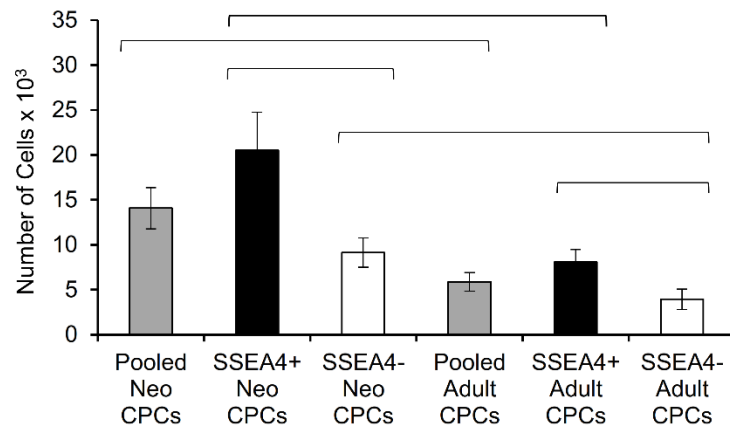 Number of Cells x 10³
35
30
25
20
15
10
5
0
Pooled
Neo
CPCs
SSEA4+
Neo
CPCs
SSEA4-
Neo
CPCs
Pooled
Adult
CPCs
SSEA4+
Adult
CPCs
SSEA4-
Adult
CPCs